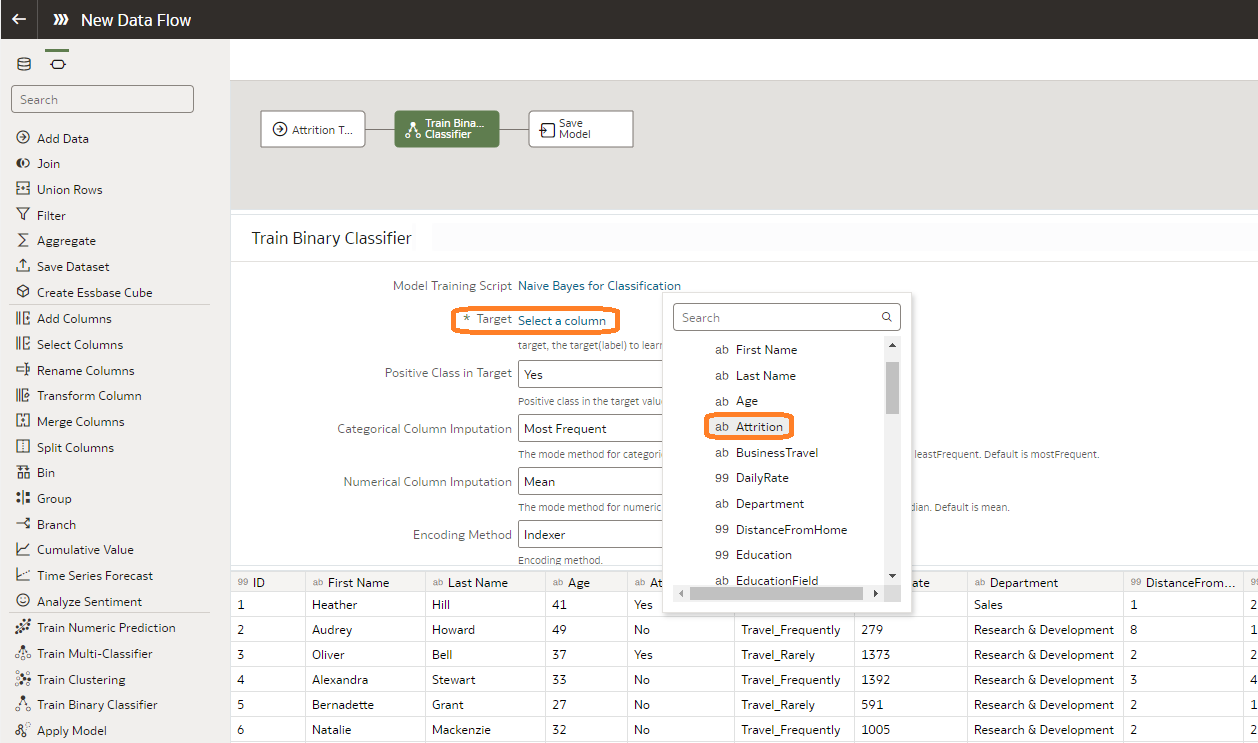 New Data Flow
Search
Add Data
Join
Union Rows
Filter
Aggregate
Save Dataset
Create Essbase Cube
Add Columns
Select Columns
Rename Columns
Transform Column
Merge Columns
Split Columns
Bin
Group
Branch
Cumulative Value
Time Series Forecast
Analyze Sentiment
Train Numeric Prediction
Train Multi-Classifier
Train Clustering
Train Binary Classifier
Apply Model
Attrition T...
Train Bina...
Classifier
Save
Model
Train Binary Classifier
Model Training Script Naive Bayes for Classification
* Target Select a column
target, the target(label) to lear
Positive Class in Target Yes
Positive class in the target valu
Categorical Column Imputation Most Frequent
The mode method for categori leastFrequent. Default is mostFrequent.
Numerical Column Imputation Mean
The mode method for numeric dian. Default is mean.
Encoding Method Indexer
Encoding method.
Search
ab First Name
ab Last Name
ab Age
ab Attrition
ab BusinessTravel
99 DailyRate
ab Department
99 DistanceFromHome
99 Education
ab EducationField
99 ID ab First Name ab Last Name ab Age ab At ate ab Department 99 DistanceFrom... 99
1 Heather Hill 41 Yes Sales 1 2
2 Audrey Howard 49 No Travel_Frequently 279 Research & Development 8 1
3 Oliver Bell 37 Yes Travel_Rarely 1373 Research & Development 2 2
4 Alexandra Stewart 33 No Travel_Frequently 1392 Research & Development 3 4
5 Bernadette Grant 27 No Travel_Rarely 591 Research & Development 2 1
6 Natalie Mackenzie 32 No Travel_Frequently 1005 Research & Development 2 2